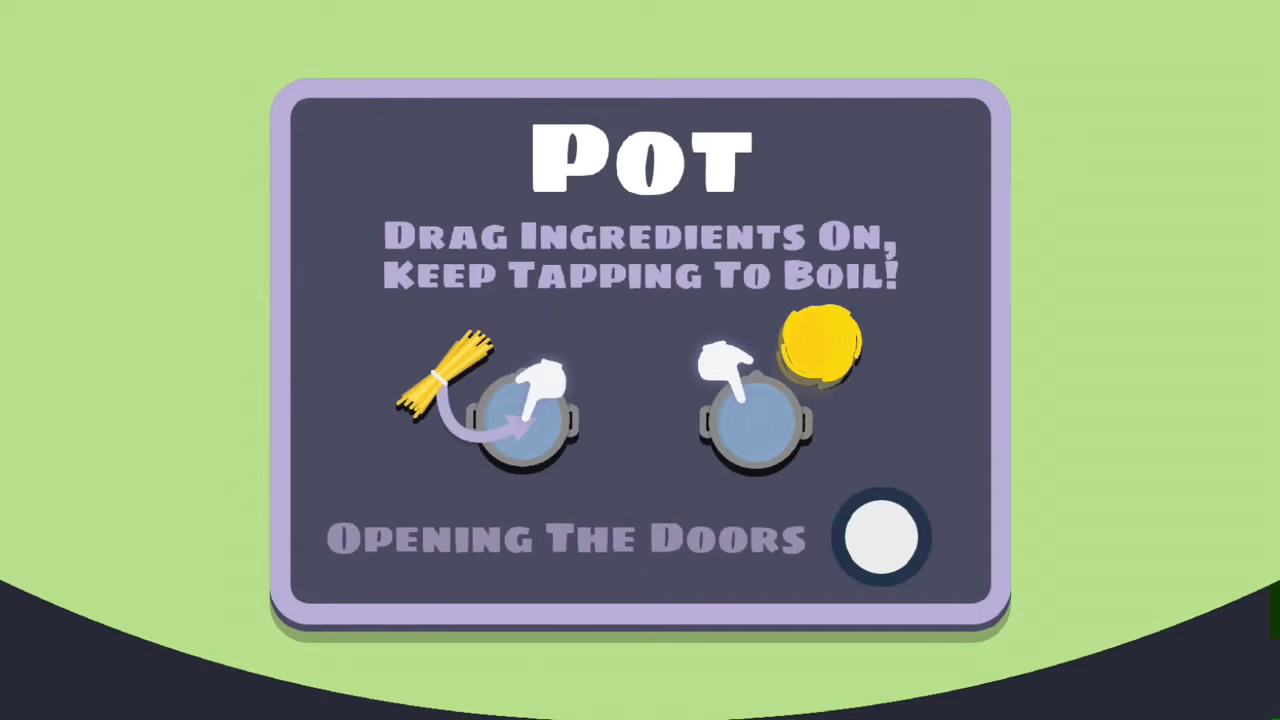 Pot
Drag Ingredients On,
Keep Tapping To Boil!
Opening The Doors